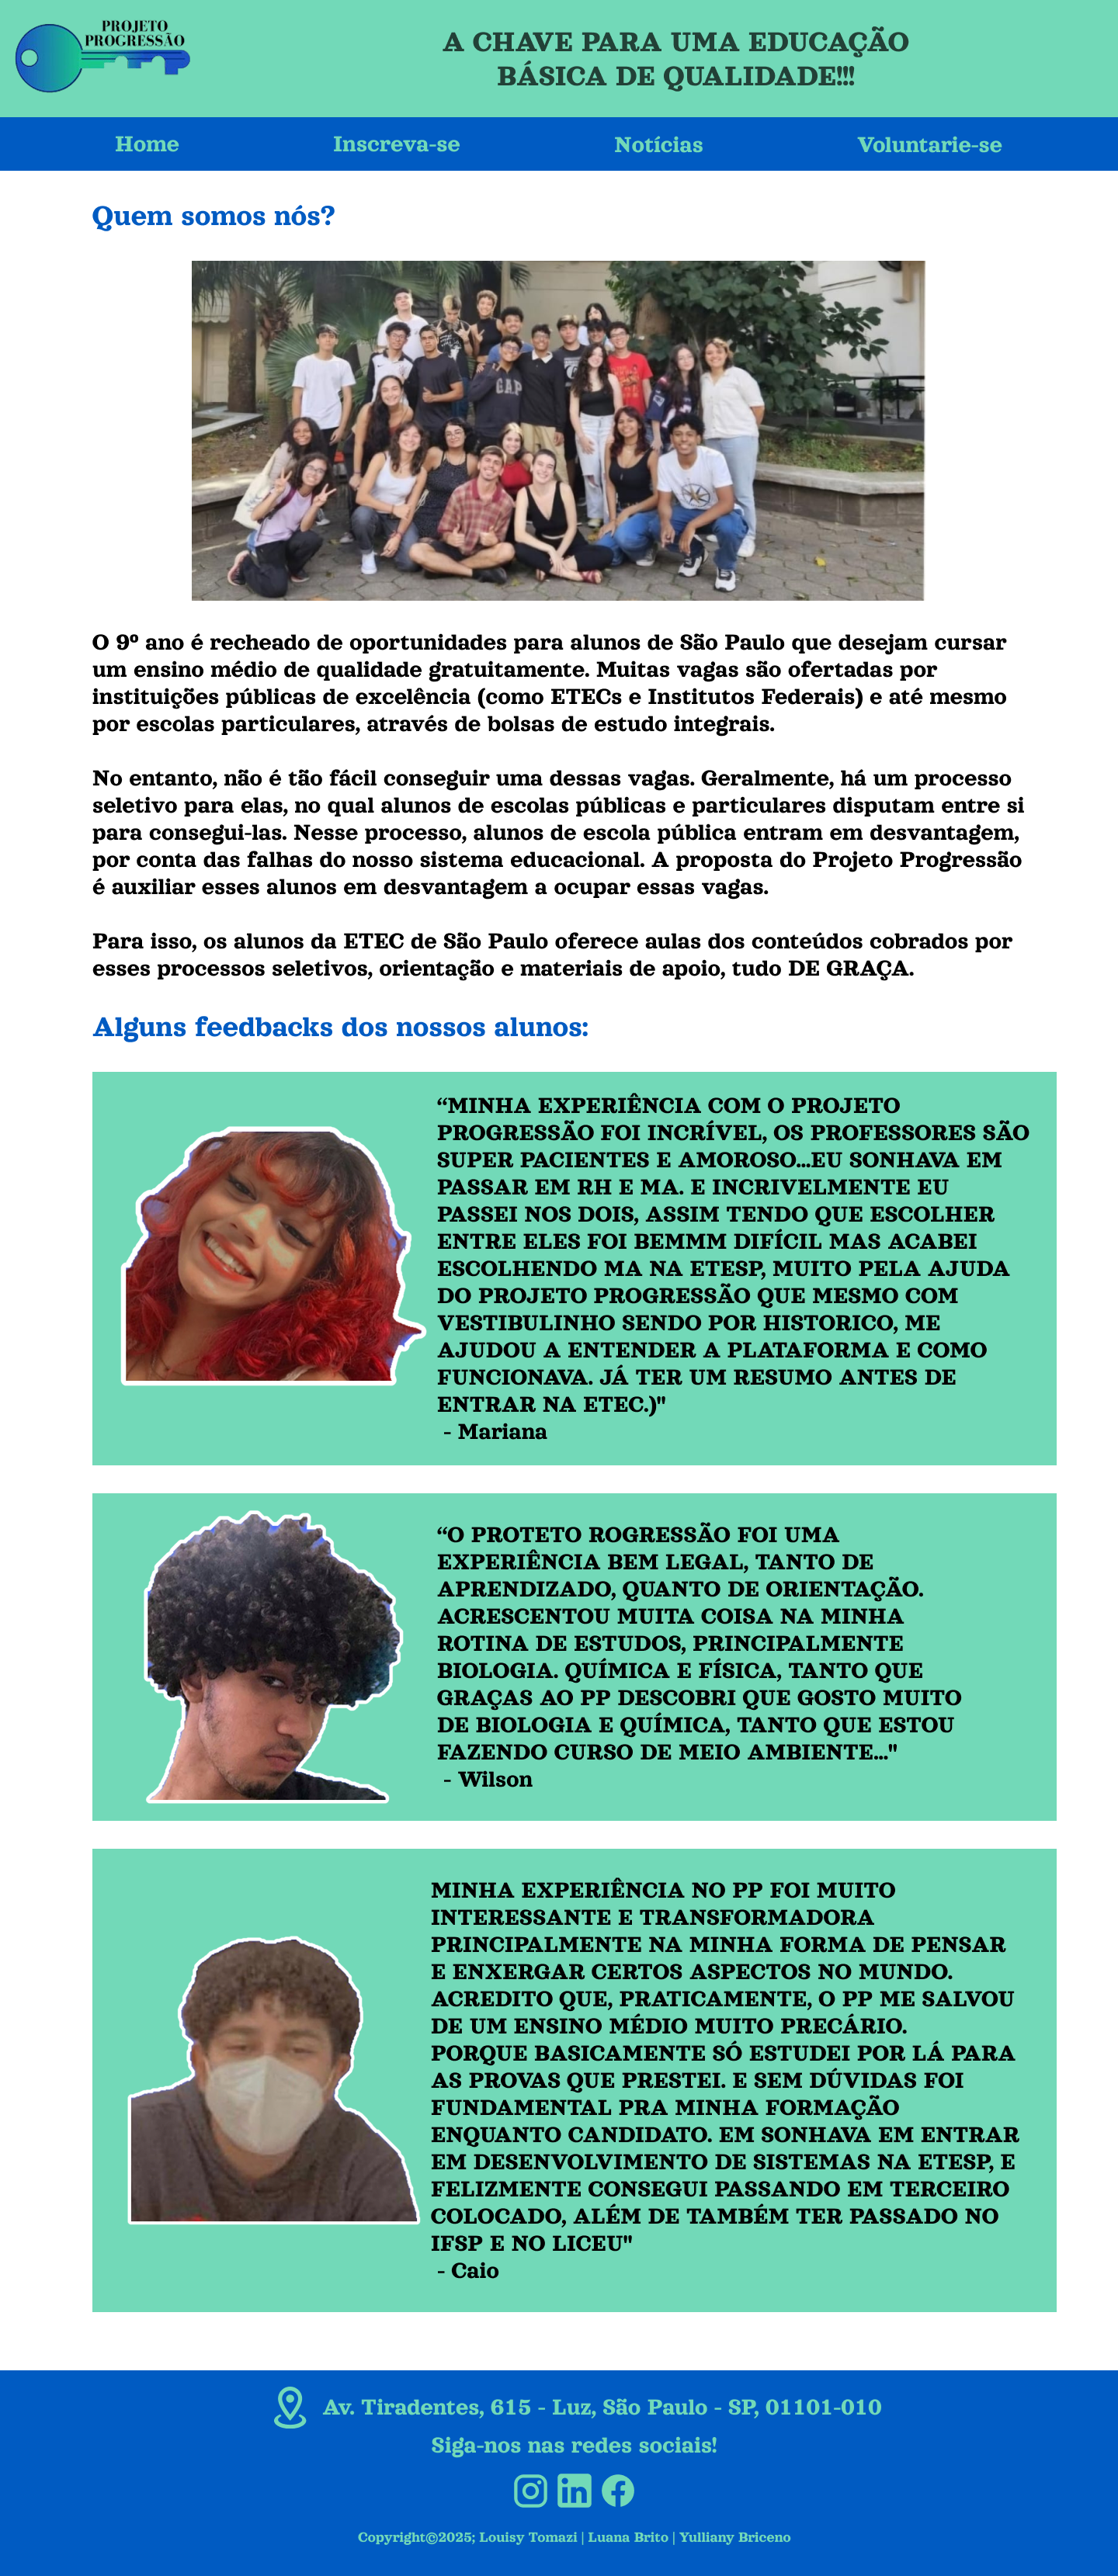 PROJETO
PROGRESSÃO
A CHAVE PARA UMA EDUCAÇÃO
BÁSICA DE QUALIDADE!!!
Home Inscreva-se Notícias Voluntarie-se
Quem somos nós?
GAP
O 9º ano é recheado de oportunidades para alunos de São Paulo que desejam cursar
um ensino médio de qualidade gratuitamente. Muitas vagas são ofertadas por
instituições públicas de excelência (como ETECs e Institutos Federais) e até mesmo
por escolas particulares, através de bolsas de estudo integrais.
No entanto, não é tão fácil conseguir uma dessas vagas. Geralmente, há um processo
seletivo para elas, no qual alunos de escolas públicas e particulares disputam entre si
para consegui-las. Nesse processo, alunos de escola pública entram em desvantagem,
por conta das falhas do nosso sistema educacional. A proposta do Projeto Progressão
é auxiliar esses alunos em desvantagem a ocupar essas vagas.
Para isso, os alunos da ETEC de São Paulo oferece aulas dos conteúdos cobrados por
esses processos seletivos, orientação e materiais de apoio, tudo DE GRAÇA.
Alguns feedbacks dos nossos alunos:
“MINHA EXPERIÊNCIA COM O PROJETO
PROGRESSÃO FOI INCRÍVEL, OS PROFESSORES SÃO
SUPER PACIENTES E AMOROSO...EU SONHAVA EM
PASSAR EM RH E MA. E INCRIVELMENTE EU
PASSEI NOS DOIS, ASSIM TENDO QUE ESCOLHER
ENTRE ELES FOI BEMMM DIFÍCIL MAS ACABEI
ESCOLHENDO MA NA ETESP, MUITO PELA AJUDA
DO PROJETO PROGRESSÃO QUE MESMO COM
VESTIBULINHO SENDO POR HISTORICO, ME
AJUDOU A ENTENDER A PLATAFORMA E COMO
FUNCIONAVA. JÁ TER UM RESUMO ANTES DE
ENTRAR NA ETEC.)"
- Mariana
“O PROTETO ROGRESSÃO FOI UMA
EXPERIÊNCIA BEM LEGAL, TANTO DE
APRENDIZADO, QUANTO DE ORIENTAÇÃO.
ACRESCENTOU MUITA COISA NA MINHA
ROTINA DE ESTUDOS, PRINCIPALMENTE
BIOLOGIA. QUÍMICA E FÍSICA, TANTO QUE
GRAÇAS AO PP DESCOBRI QUE GOSTO MUITO
DE BIOLOGIA E QUÍMICA, TANTO QUE ESTOU
FAZENDO CURSO DE MEIO AMBIENTE..."
- Wilson
MINHA EXPERIÊNCIA NO PP FOI MUITO
INTERESSANTE E TRANSFORMADORA
PRINCIPALMENTE NA MINHA FORMA DE PENSAR
E ENXERGAR CERTOS ASPECTOS NO MUNDO.
ACREDITO QUE, PRATICAMENTE, O PP ME SALVOU
DE UM ENSINO MÉDIO MUITO PRECÁRIO.
PORQUE BASICAMENTE SÓ ESTUDEI POR LÁ PARA
AS PROVAS QUE PRESTEI. E SEM DÚVIDAS FOI
FUNDAMENTAL PRA MINHA FORMAÇÃO
ENQUANTO CANDIDATO. EM SONHAVA EM ENTRAR
EM DESENVOLVIMENTO DE SISTEMAS NA ETESP, E
FELIZMENTE CONSEGUI PASSANDO EM TERCEIRO
COLOCADO, ALÉM DE TAMBÉM TER PASSADO NO
IFSP E NO LICEU"
- Caio
Av. Tiradentes, 615 - Luz, São Paulo - SP, 01101-010
Siga-nos nas redes sociais!
Copyright©2025; Louisy Tomazi | Luana Brito | Yulliany Briceno